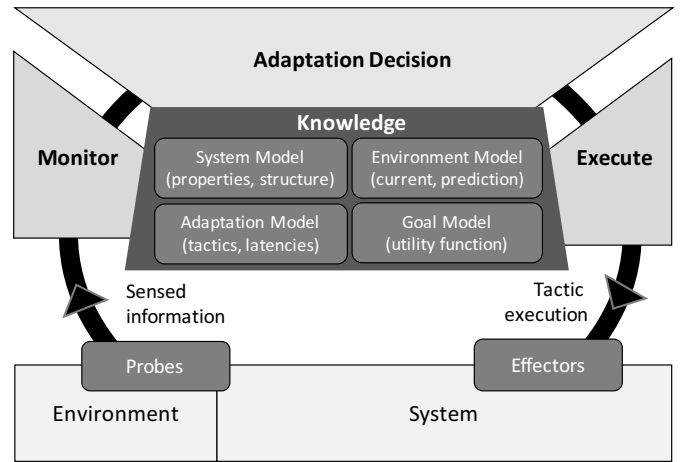 Adaptation Decision
Knowledge
Monitor
System Model
(properties, structure)
Environment Model
(current, prediction)
Execute
Adaptation Model
(tactics, latencies)
Goal Model
(utility function)
Sensed
information
Tactic
execution
Probes
Effectors
Environment
System